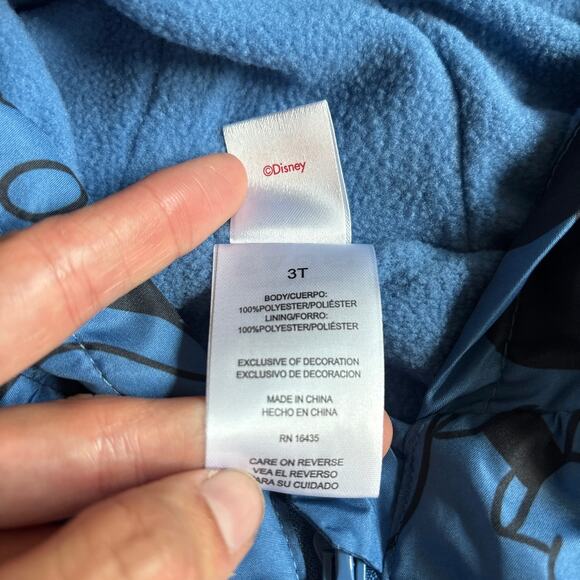 ©Disney
3T
BODY/CUERPO:
100%POLYESTER/POLIÉSTER
LINING/FORRO:
100%POLYESTER/POLIÉSTER
EXCLUSIVE OF DECORATION
EXCLUSIVO DE DECORACION
MADE IN CHINA
HECHO EN CHINA
RN 16435
CARE ON REVERSE
VEA EL REVERSO
PARA SU CUIDADO